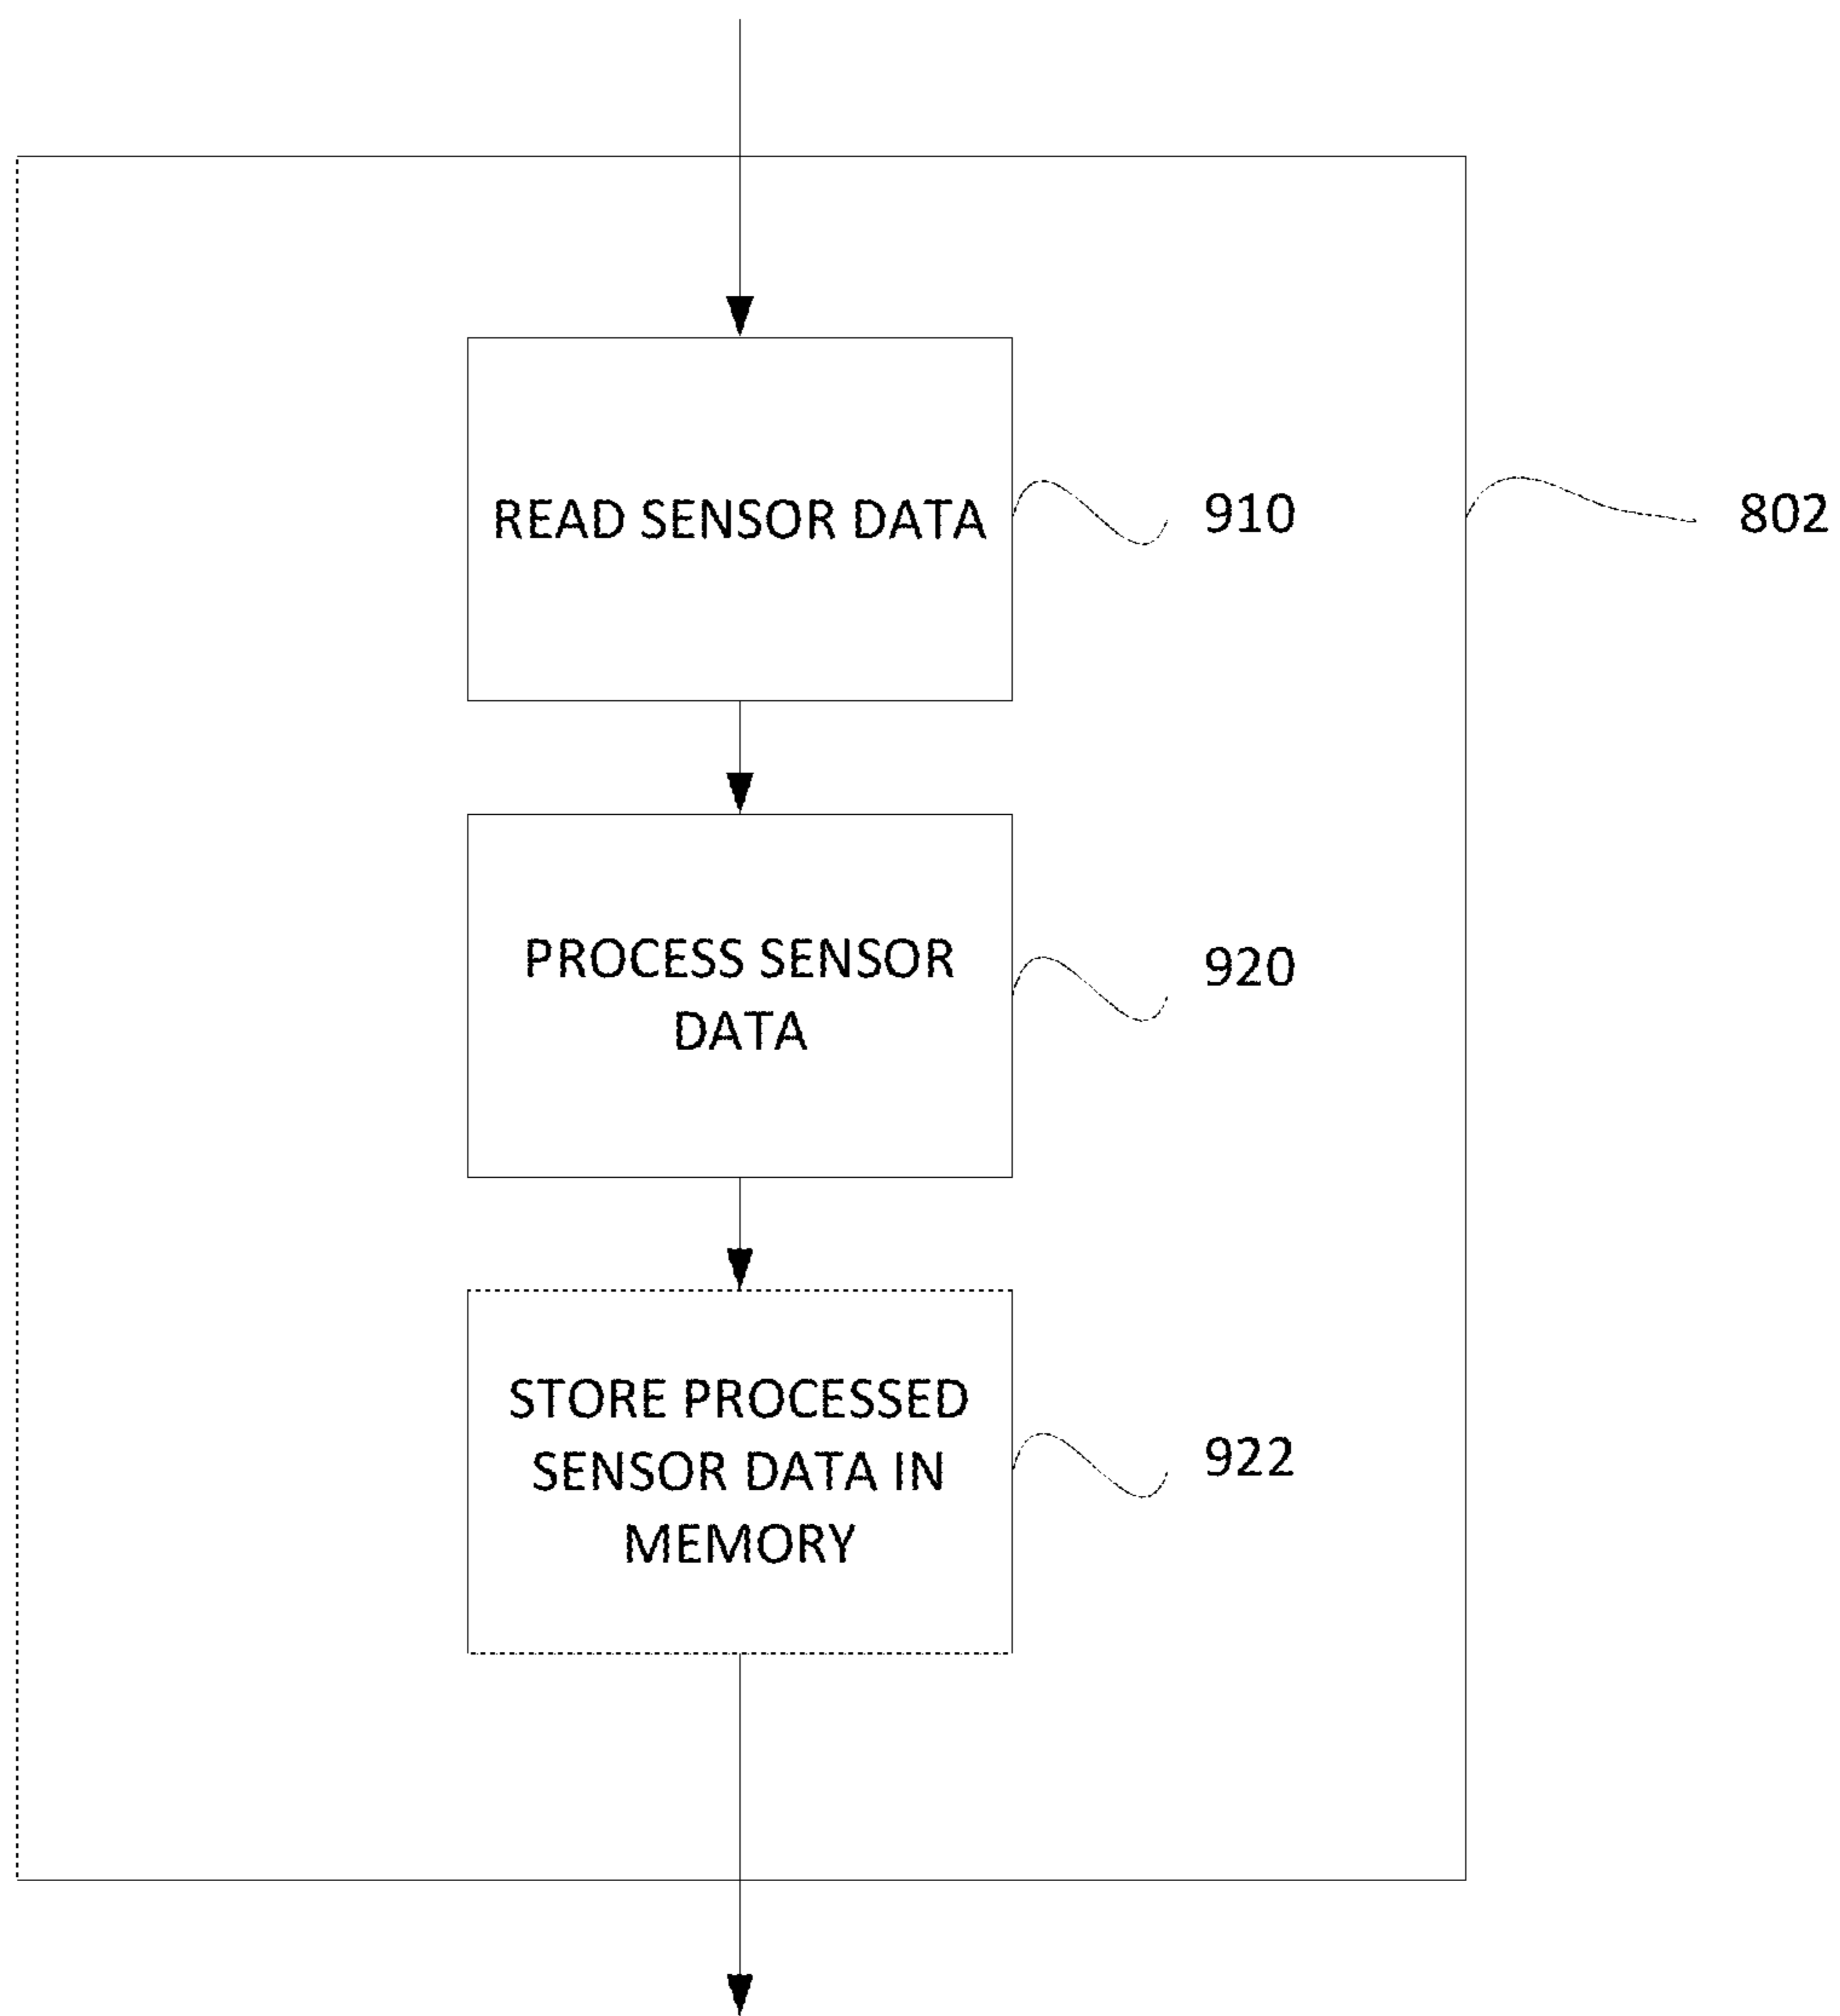 READ SENSOR DATA
910
802
PROCESS SENSOR
DATA
920
STORE PROCESSED
SENSOR DATA IN
MEMORY
922